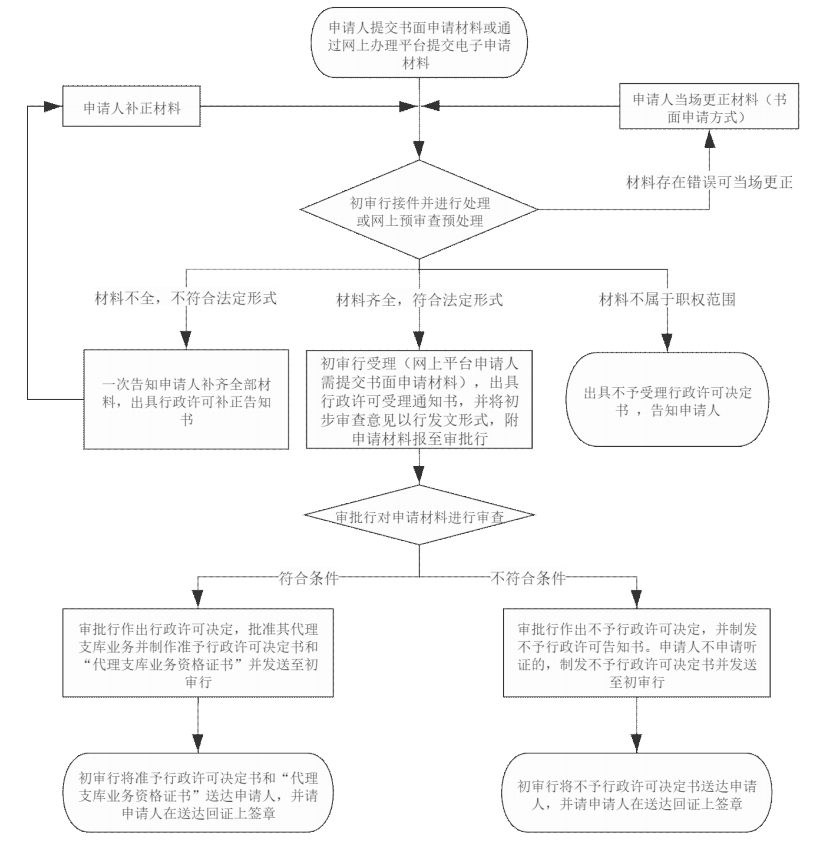 申请人提交书面申请材料或通
过网上办理平台提交电子申请
材料
申请人补正材料
申请人当场更正材料（书
面申请方式）
材料存在错误可当场更正
初审行接件并进行处理
或网上预审查预处理
材料不全，不符合法定形式
材料齐全，符合法定形式
材料不属于职权范围
一次告知申请人补齐全部材
料，出具行政许可补正告知
书
初审行受理（网上平台申请人
需提交书面申请材料），出具
行政许可受理通知书，并将初
步审查意见以行发文形式，附
申请材料报至审批行
出具不予受理行政许可决定
书 ，告知申请人
审批行对申请材料进行审查
符合条件
不符合条件
审批行作出行政许可决定，批准其代理
支库业务并制作准予行政许可决定书和
“代理支库业务资格证书”并发送至初
审行
审批行作出不予行政许可决定，并制发
不予行政许可告知书。申请人不申请听
证的，制发不予行政许可决定书并发送
至初审行
初审行将准予行政许可决定书和“代理
支库业务资格证书”送达申请人，并请
申请人在送达回证上签章
初审行将不予行政许可决定书送达申请
人，并请申请人在送达回证上签章